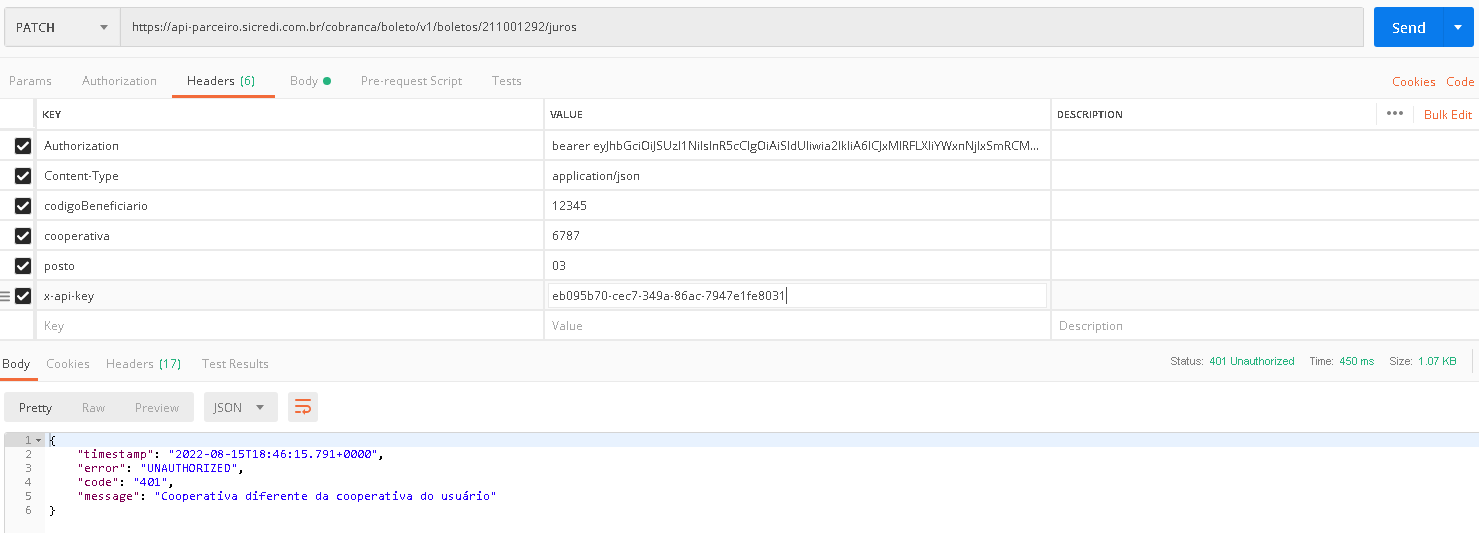 PATCH https://api-parceiro.sicredi.com.br/cobranca/boleto/v1/boletos/211001292/juros Send
Params Authorization Headers (6) Body Pre-request Script Tests Cookies Code
KEY VALUE DESCRIPTION ••• Bulk Edit
Authorization bearer
Content-Type application/json
codigoBeneficiario 12345
cooperativa 6787
posto 03
x-api-key eb095b70-cec7-349a-86ac-7947e1fe8031
Key Value Description
Body Cookies Headers (17) Test Results Status: 401 Unauthorized Time: 450 ms Size: 1.07 KB
Pretty Raw Preview JSON
1 {
2 "timestamp": "2022-08-15T18:46:15.791+0000",
3 "error": "UNAUTHORIZED",
4 "code": "401",
5 "message": "Cooperativa diferente da cooperativa do usuário"
6 }